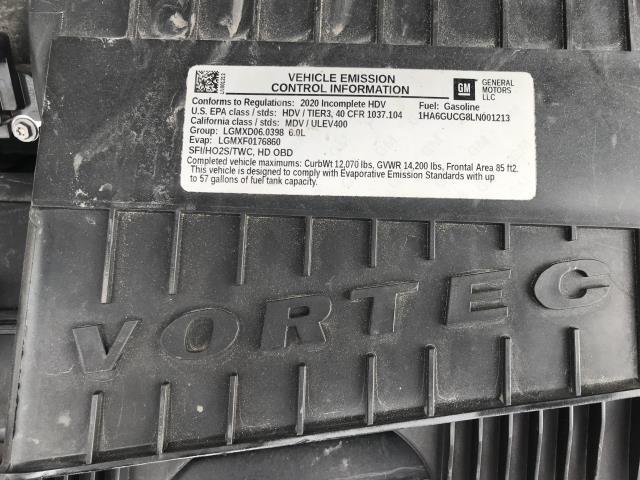 VEHICLE EMISSION
CONTROL INFORMATION
GM
GENERAL
MOTORS
LLC
Conforms to Regulations: 2020 Incomplete HDV
Fuel: Gasoline
U.S. EPA class / stds: HDV / TIER3, 40 CFR 1037.104
1HA6GUCG8LN001213
California class / stds: MDV / ULEV400
Group: LGMXD06.0398 6.0L
Evap: LGMXF0176860
SFI/HO2S/TWC, HD OBD
Completed vehicle maximums: CurbWt 12,070 lbs, GVWR 14,200 lbs, Frontal Area 85 ft2.
This vehicle is designed to comply with Evaporative Emission Standards with up
to 57 gallons of fuel tank capacity.
VORTEC